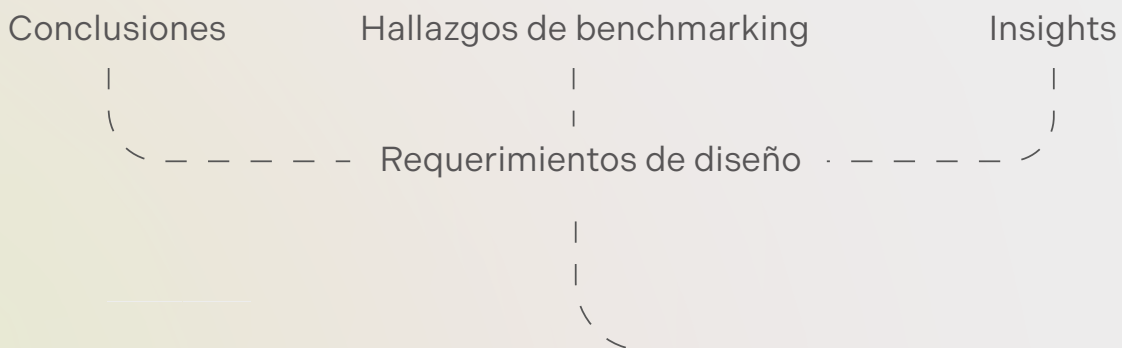 Conclusiones
Hallazgos de benchmarking
Insights
Requerimientos de diseño